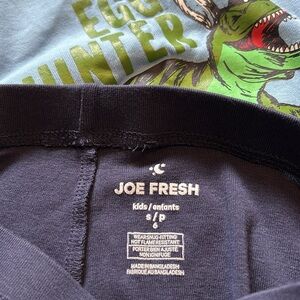 EGG
HUNTER
JOE FRESH
kids / enfants
s / p
6
WEAR SNUG-FITTING
NOT FLAME RESISTANT
PORTER BIEN AJUSTÉ
NON IGNIFUGE
MADE IN BANGLADESH
FABRIQUÉ AU BANGLADESH